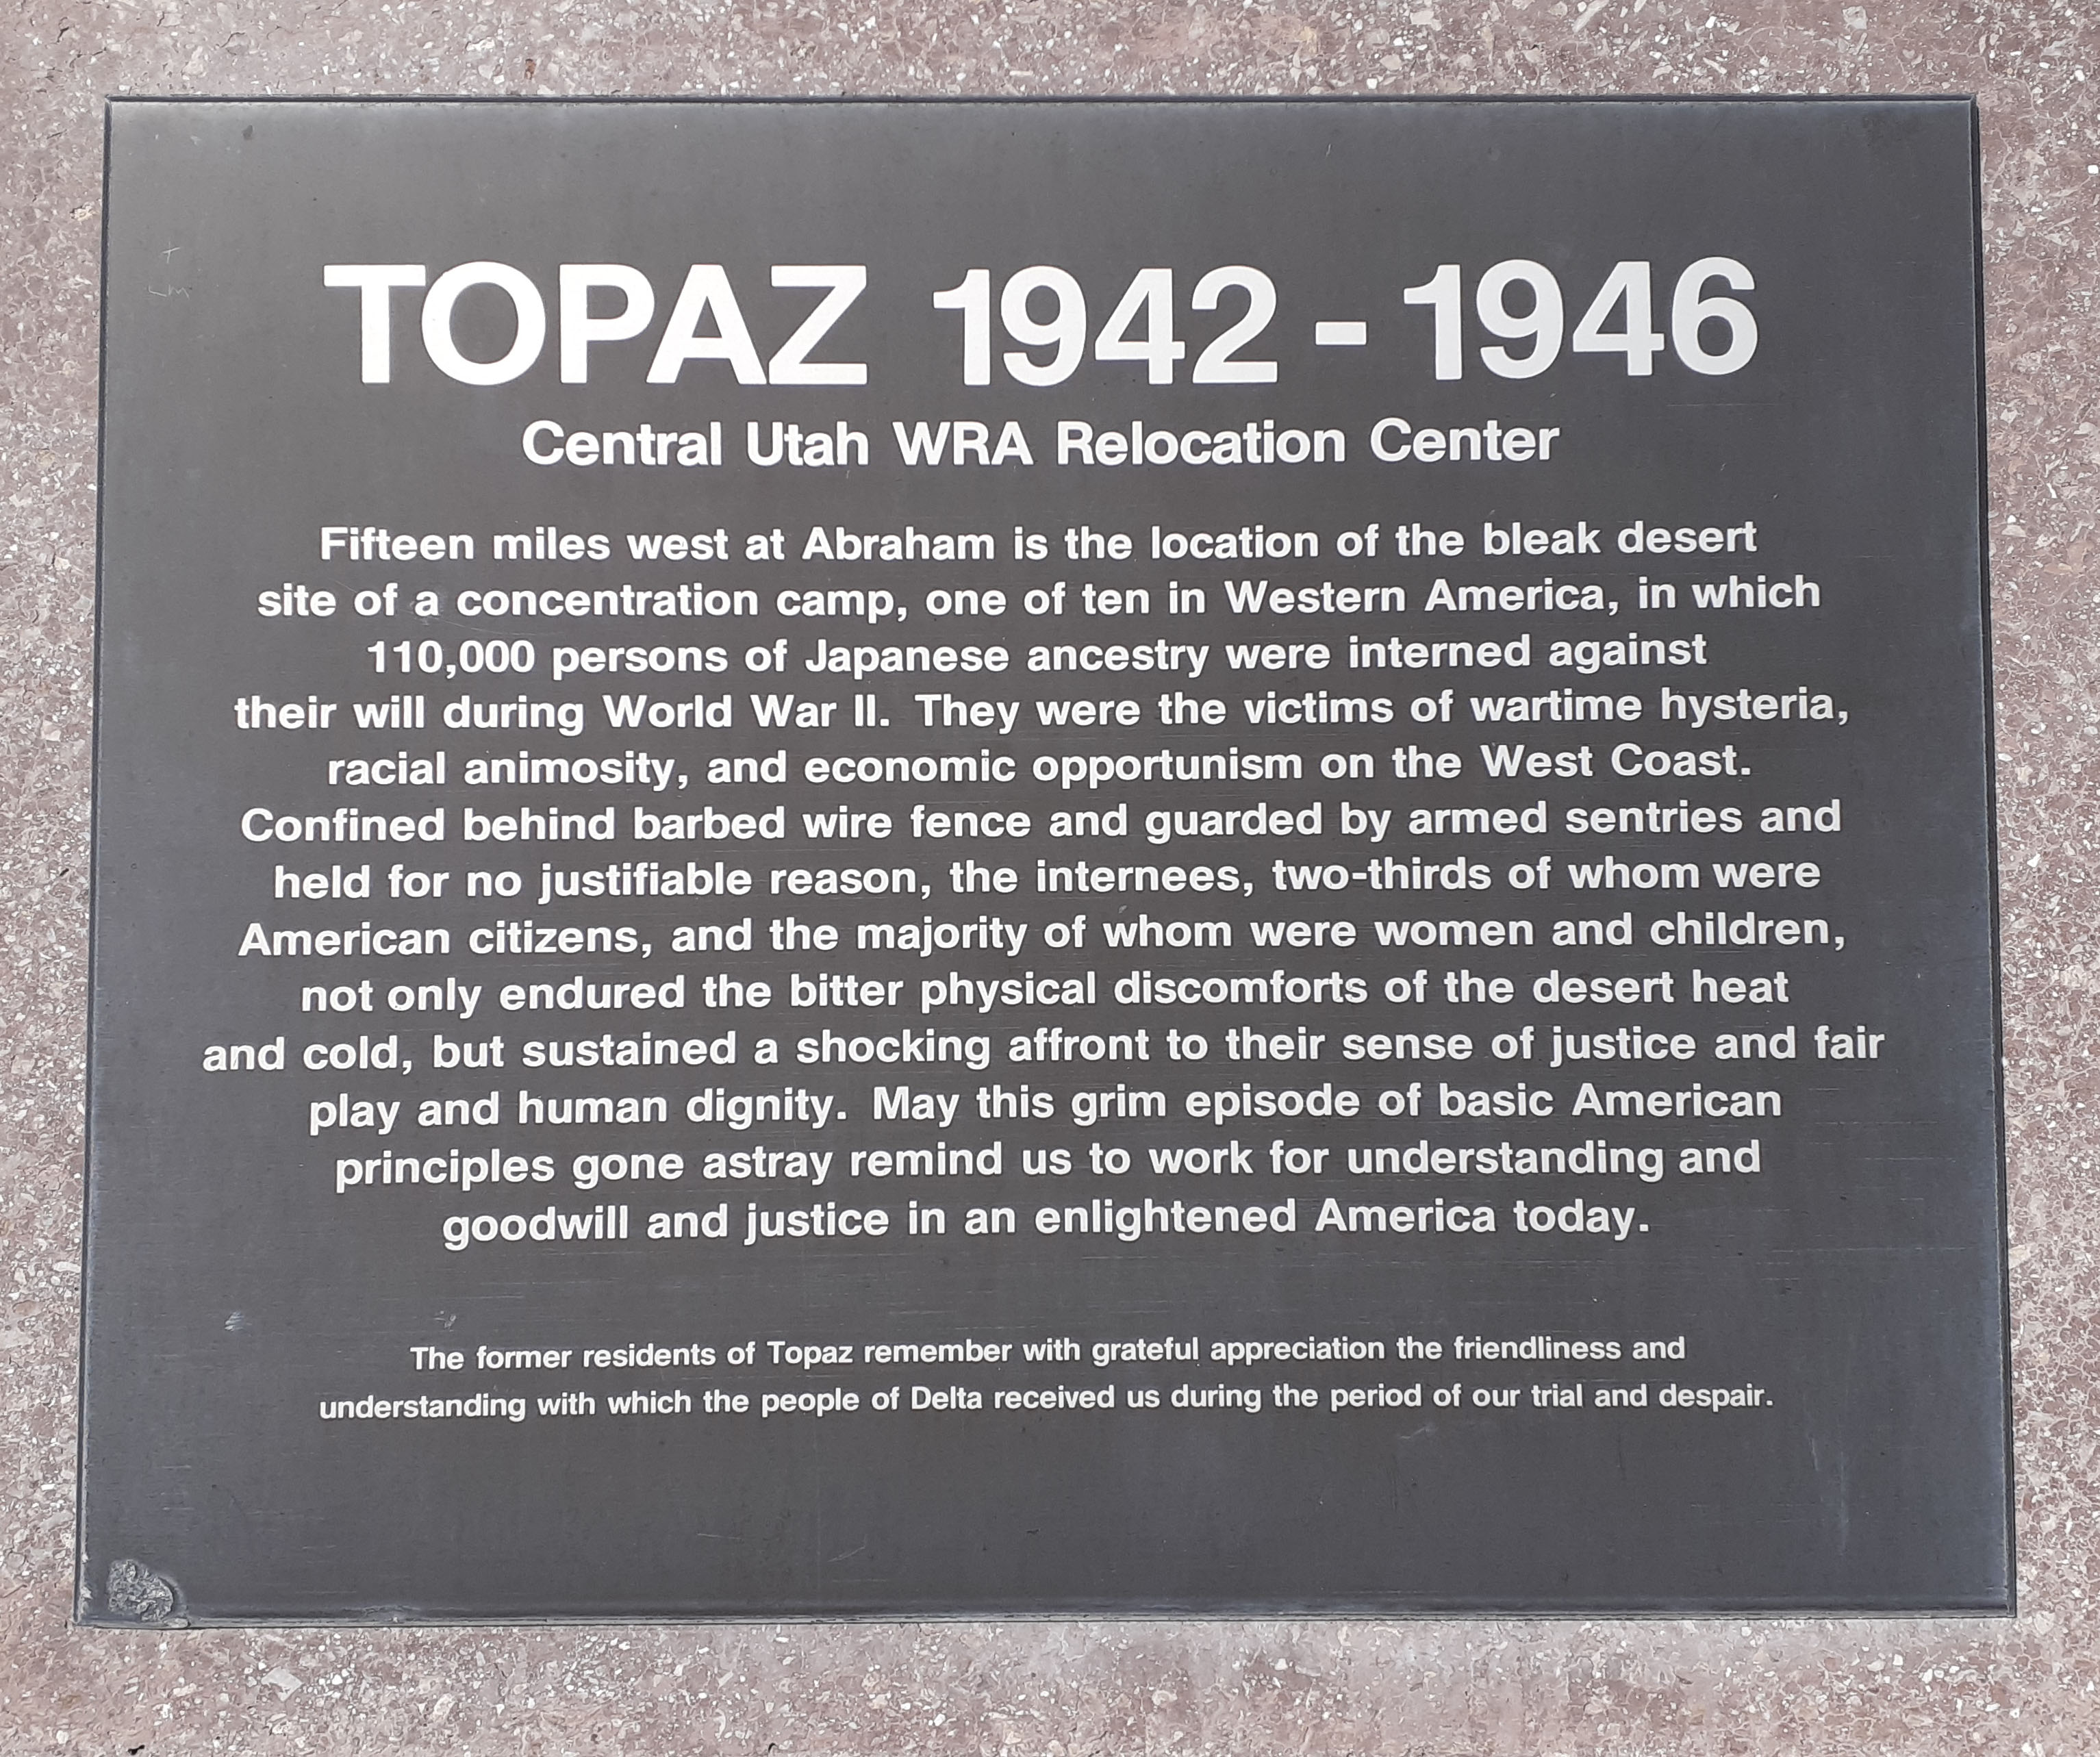 TOPAZ 1942 - 1946
Central Utah WRA Relocation Center
Fifteen miles west at Abraham is the location of the bleak desert
site of a concentration camp, one of ten in Western America, in which
110,000 persons of Japanese ancestry were interned against
their will during World War II. They were the victims of wartime hysteria,
racial animosity, and economic opportunism on the West Coast.
Confined behind barbed wire fence and guarded by armed sentries and
held for no justifiable reason, the internees, two-thirds of whom were
American citizens, and the majority of whom were women and children,
not only endured the bitter physical discomforts of the desert heat
and cold, but sustained a shocking affront to their sense of justice and fair
play and human dignity. May this grim episode of basic American
principles gone astray remind us to work for understanding and
goodwill and justice in an enlightened America today.
The former residents of Topaz remember with grateful appreciation the friendliness and
understanding with which the people of Delta received us during the period of our trial and despair.